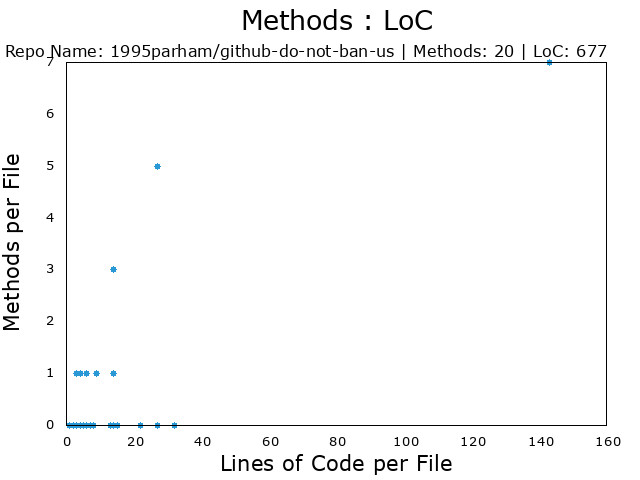 Methods : LoC
Repo Name: 1995parham/github-do-not-ban-us | Methods: 20 | LoC: 677
7
6
5
4
3
2
1
0
Methods per File
0 20 40 60 80 100 120 140 160
Lines of Code per File